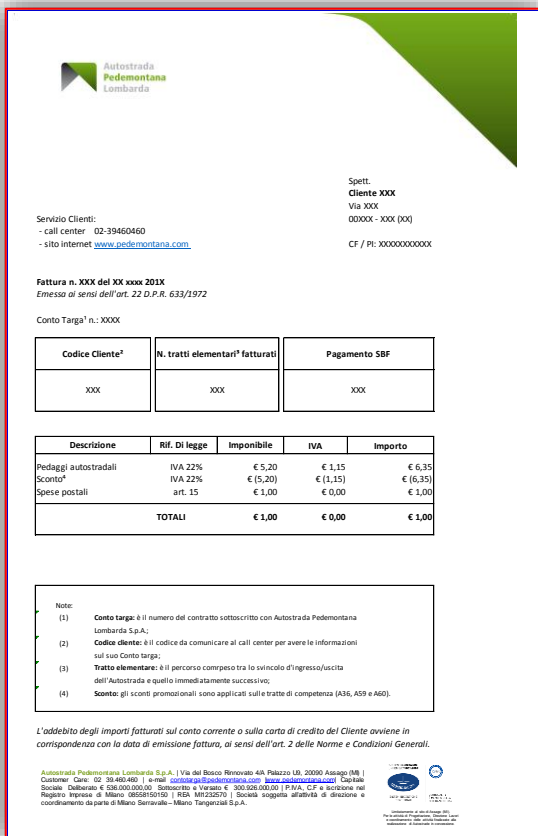 Autostrada
Pedemontana
Lombarda
Spett.
Cliente XXX
Via XXX
00XXX - XXX (XX)
CF / PI: XXXXXXXXXXX
Servizio Clienti:
- call center 02-39460460
- sito internet www.pedemontana.com
Fattura n. XXX del XX xxxx 201X
Emessa ai sensi dell'art. 22 D.P.R. 633/1972
Conto Targa¹ n.: XXXX
Codice Cliente² N. tratti elementari³ fatturati Pagamento SBF
XXX XXX XXX
Descrizione Rif. Di legge Imponibile IVA Importo
Pedaggi autostradali IVA 22% € 5,20 € 1,15 € 6,35
Sconto⁴ IVA 22% € (5,20) € (1,15) € (6,35)
Spese postali art. 15 € 1,00 € 0,00 € 1,00
TOTALI € 1,00 € 0,00 € 1,00
Note:
(1) Conto targa: è il numero del contratto sottoscritto con Autostrada Pedemontana
Lombarda S.p.A.;
(2) Codice cliente: è il codice da comunicare al call center per avere le informazioni
sul suo Conto targa;
(3) Tratto elementare: è il percorso comrpeso tra lo svincolo d'ingresso/uscita
dell'Autostrada e quello immediatamente successivo;
(4) Sconto: gli sconti promozionali sono applicati sulle tratte di competenza (A36, A59 e A60).
L'addebito degli importi fatturati sul conto corrente o sulla carta di credito del Cliente avviene in
corrispondenza con la data di emissione fattura, ai sensi dell'art. 2 delle Norme e Condizioni Generali.
Autostrada Pedemontana Lombarda S.p.A. | Via del Bosco Rinnovato 4/A Palazzo U9, 20090 Assago (MI) |
Customer Care: 02 39.460.460 | e-mail contotarga@pedemontana.com www.pedemontana.com| Capitale
Sociale Deliberato € 536.000.000,00 Sottoscritto e Versato € 300.926.000,00 | P.IVA, C.F e iscrizione nel
Registro Imprese di Milano 08558150150 | REA MI1232570 | Società soggetta all'attività di direzione e
coordinamento da parte di Milano Serravalle – Milano Tangenziali S.p.A.